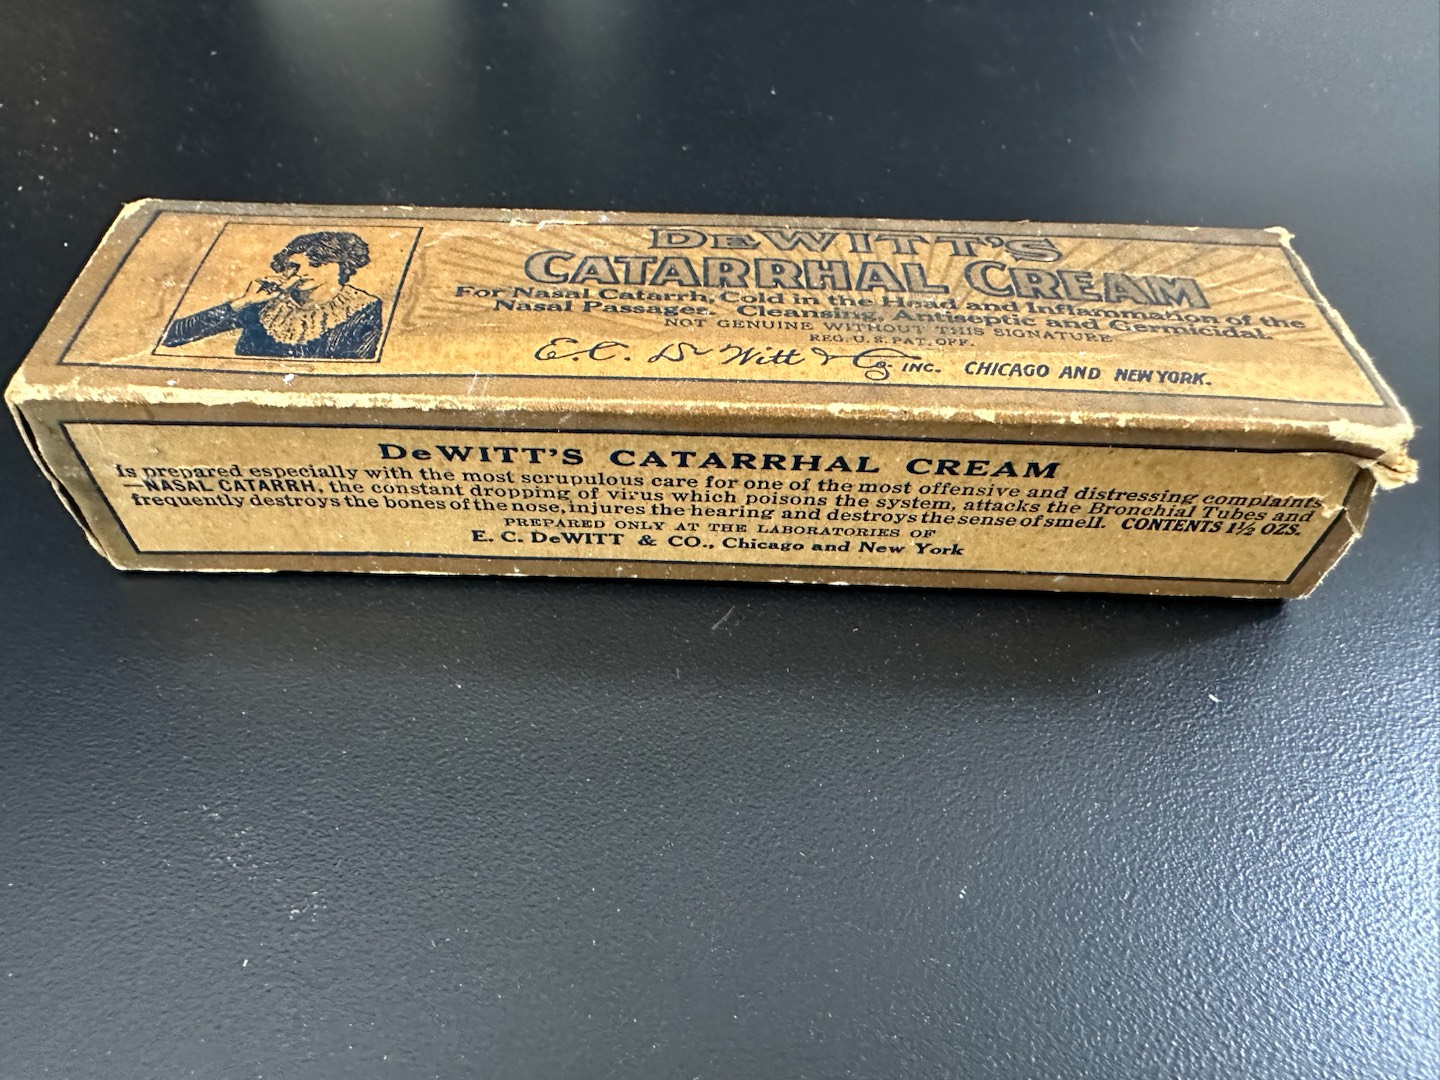 DeWITT'S
CATARRHAL CREAM
For Nasal Catarrh, Cold in the Head and Inflammation of the
Nasal Passages. Cleansing, Antiseptic and Germicidal.
NOT GENUINE WITHOUT THIS SIGNATURE
REG. U.S. PAT. OFF.
E.C. De Witt & Co. INC. CHICAGO AND NEW YORK.
DeWITT'S CATARRHAL CREAM
Is prepared especially with the most scrupulous care for one of the most offensive and distressing complaints
—NASAL CATARRH, the constant dropping of virus which poisons the system, attacks the Bronchial Tubes and
frequently destroys the bones of the nose, injures the hearing and destroys the sense of smell. CONTENTS 1½ OZS.
PREPARED ONLY AT THE LABORATORIES OF
E. C. DeWITT & CO., Chicago and New York